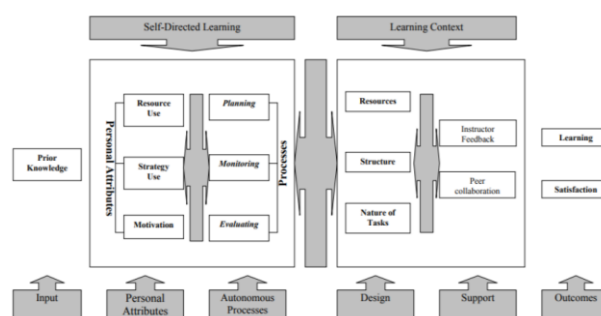 Self-Directed Learning
Learning Context
Personal Attributes
Resource
Use
Strategy
Use
Motivation
Planning
Monitoring
Evaluating
Processes
Resources
Structure
Nature of
Tasks
Instructor
Feedback
Peer
collaboration
Prior
Knowledge
Learning
Satisfaction
Input
Personal
Attributes
Autonomous
Processes
Design
Support
Outcomes